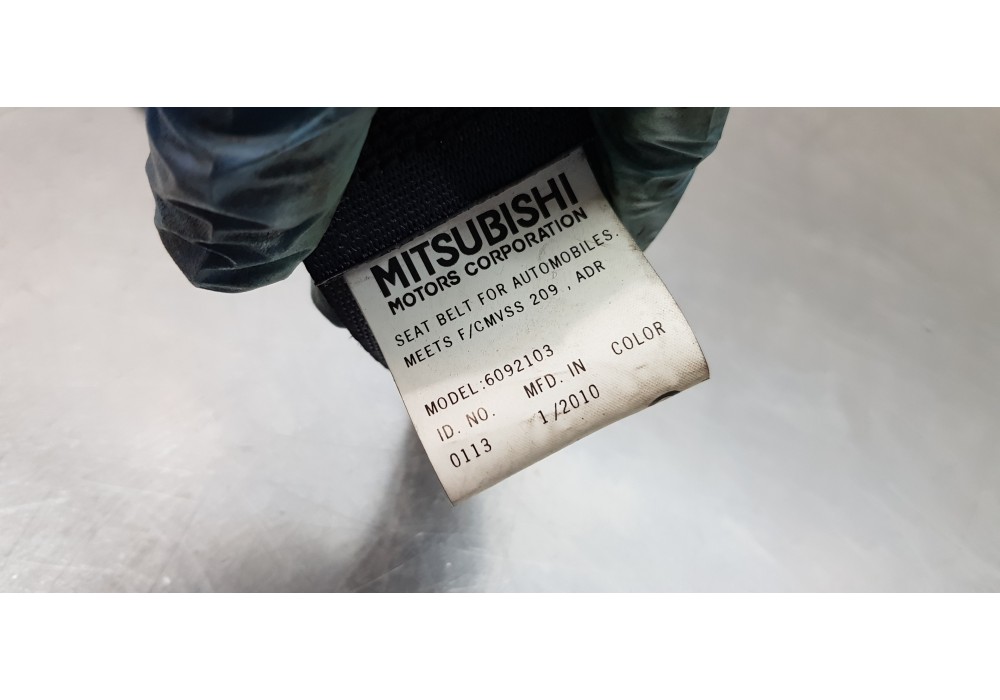 MITSUBISHI
MOTORS CORPORATION
SEAT BELT FOR AUTOMOBILES.
MEETS F/CMVSS 209 , ADR
MODEL:6092103
ID. NO. MFD. IN COLOR
0113 1/2010